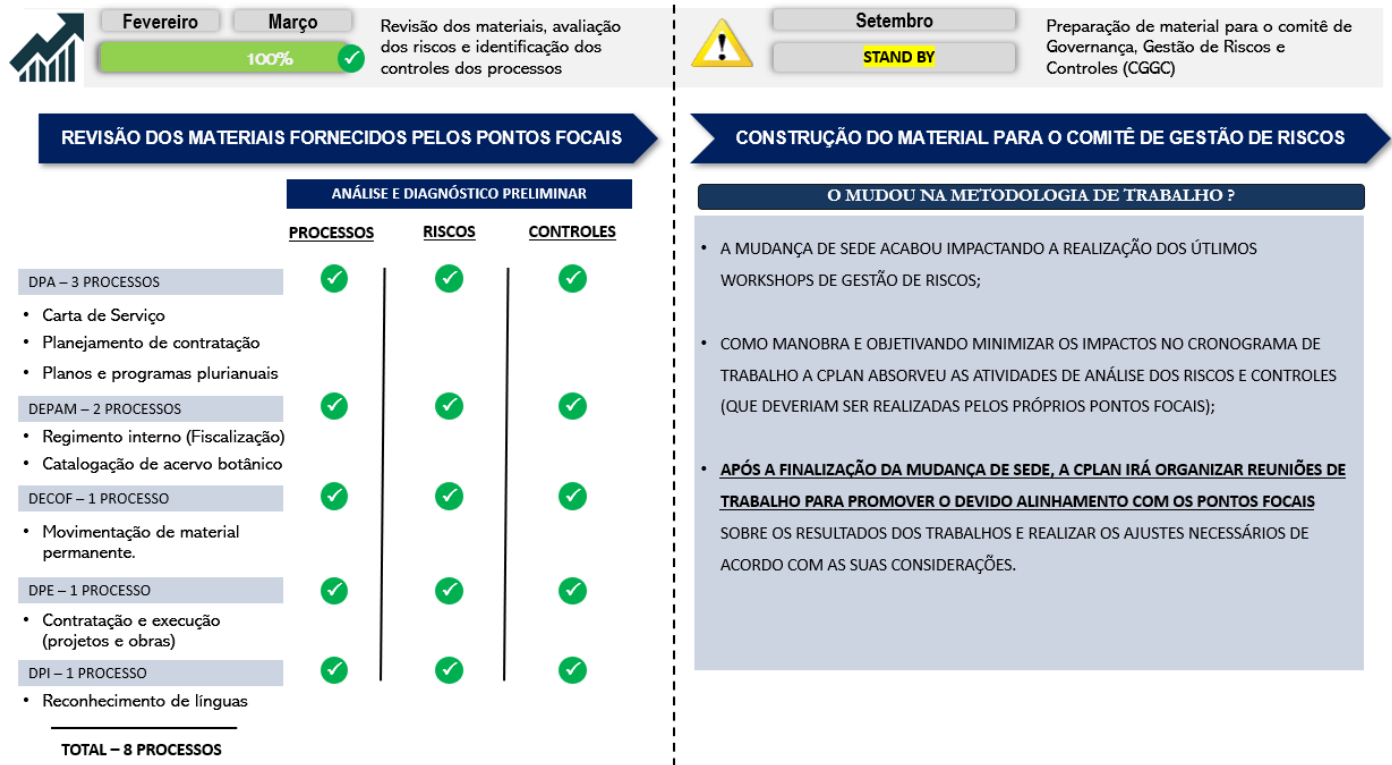 Fevereiro
Março
100%
Revisão dos materiais, avaliação
dos riscos e identificação dos
controles dos processos
REVISÃO DOS MATERIAIS FORNECIDOS PELOS PONTOS FOCAIS
ANÁLISE E DIAGNÓSTICO PRELIMINAR
PROCESSOS
RISCOS
CONTROLES
DPA – 3 PROCESSOS
• Carta de Serviço
• Planejamento de contratação
• Planos e programas plurianuais
DEPAM – 2 PROCESSOS
• Regimento interno (Fiscalização)
• Catalogação de acervo botânico
DECOF – 1 PROCESSO
• Movimentação de material
permanente.
DPE – 1 PROCESSO
• Contratação e execução
(projetos e obras)
DPI – 1 PROCESSO
• Reconhecimento de línguas
TOTAL – 8 PROCESSOS
Setembro
STAND BY
Preparação de material para o comitê de
Governança, Gestão de Riscos e
Controles (CGGC)
CONSTRUÇÃO DO MATERIAL PARA O COMITÊ DE GESTÃO DE RISCOS
O MUDOU NA METODOLOGIA DE TRABALHO ?
• A MUDANÇA DE SEDE ACABOU IMPACTANDO A REALIZAÇÃO DOS ÚTLIMOS
WORKSHOPS DE GESTÃO DE RISCOS;
• COMO MANOBRA E OBJETIVANDO MINIMIZAR OS IMPACTOS NO CRONOGRAMA DE
TRABALHO A CPLAN ABSORVEU AS ATIVIDADES DE ANÁLISE DOS RISCOS E CONTROLES
(QUE DEVERIAM SER REALIZADAS PELOS PRÓPRIOS PONTOS FOCAIS);
• APÓS A FINALIZAÇÃO DA MUDANÇA DE SEDE, A CPLAN IRÁ ORGANIZAR REUNIÕES DE
TRABALHO PARA PROMOVER O DEVIDO ALINHAMENTO COM OS PONTOS FOCAIS
SOBRE OS RESULTADOS DOS TRABALHOS E REALIZAR OS AJUSTES NECESSÁRIOS DE
ACORDO COM AS SUAS CONSIDERAÇÕES.